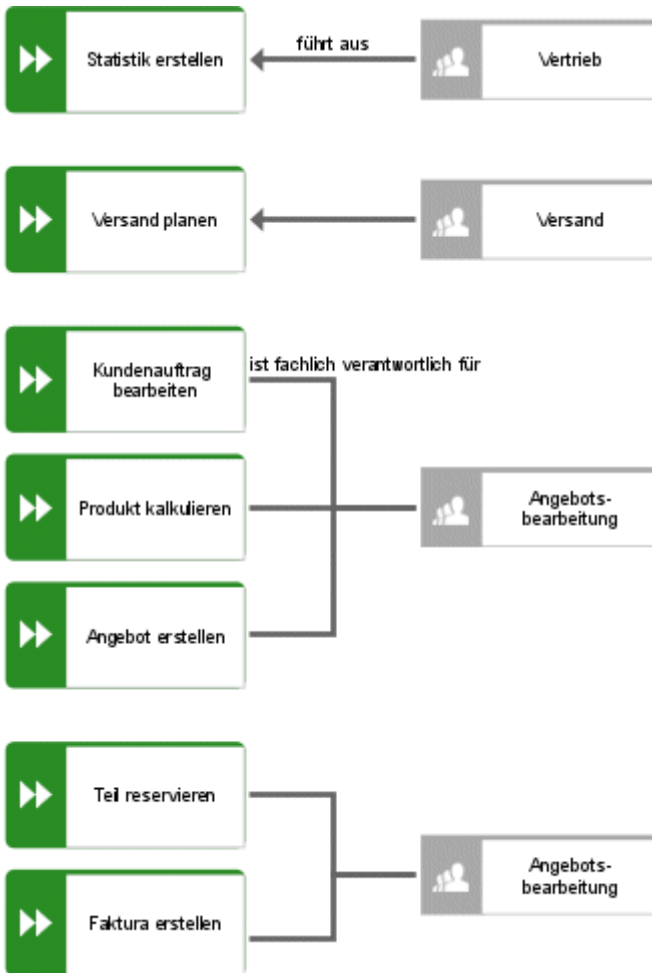 Statistik erstellen
führt aus
Vertrieb
Versand planen
Versand
Kundenauftrag
bearbeiten
ist fachlich verantwortlich für
Produkt kalkulieren
Angebots-
bearbeitung
Angebot erstellen
Teil reservieren
Angebots-
bearbeitung
Faktura erstellen